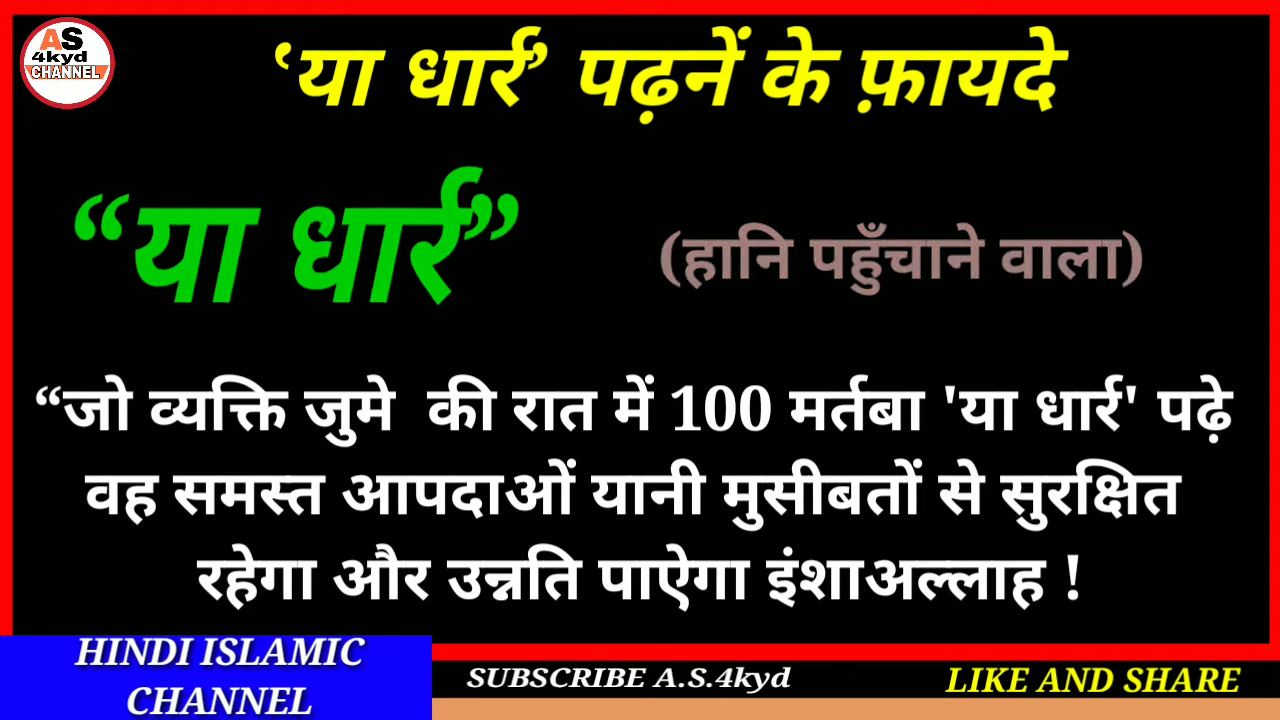 AS
4kyd
CHANNEL
‘या धार्र’ पढ़नें के फ़ायदे
“या धार्र”
(हानि पहुँचाने वाला)
“जो व्यक्ति जुमे की रात में 100 मर्तबा 'या धार्र' पढ़े
वह समस्त आपदाओं यानी मुसीबतों से सुरक्षित
रहेगा और उन्नति पाऐगा इंशाअल्लाह !
HINDI ISLAMIC
CHANNEL
SUBSCRIBE A.S.4kyd
LIKE AND SHARE